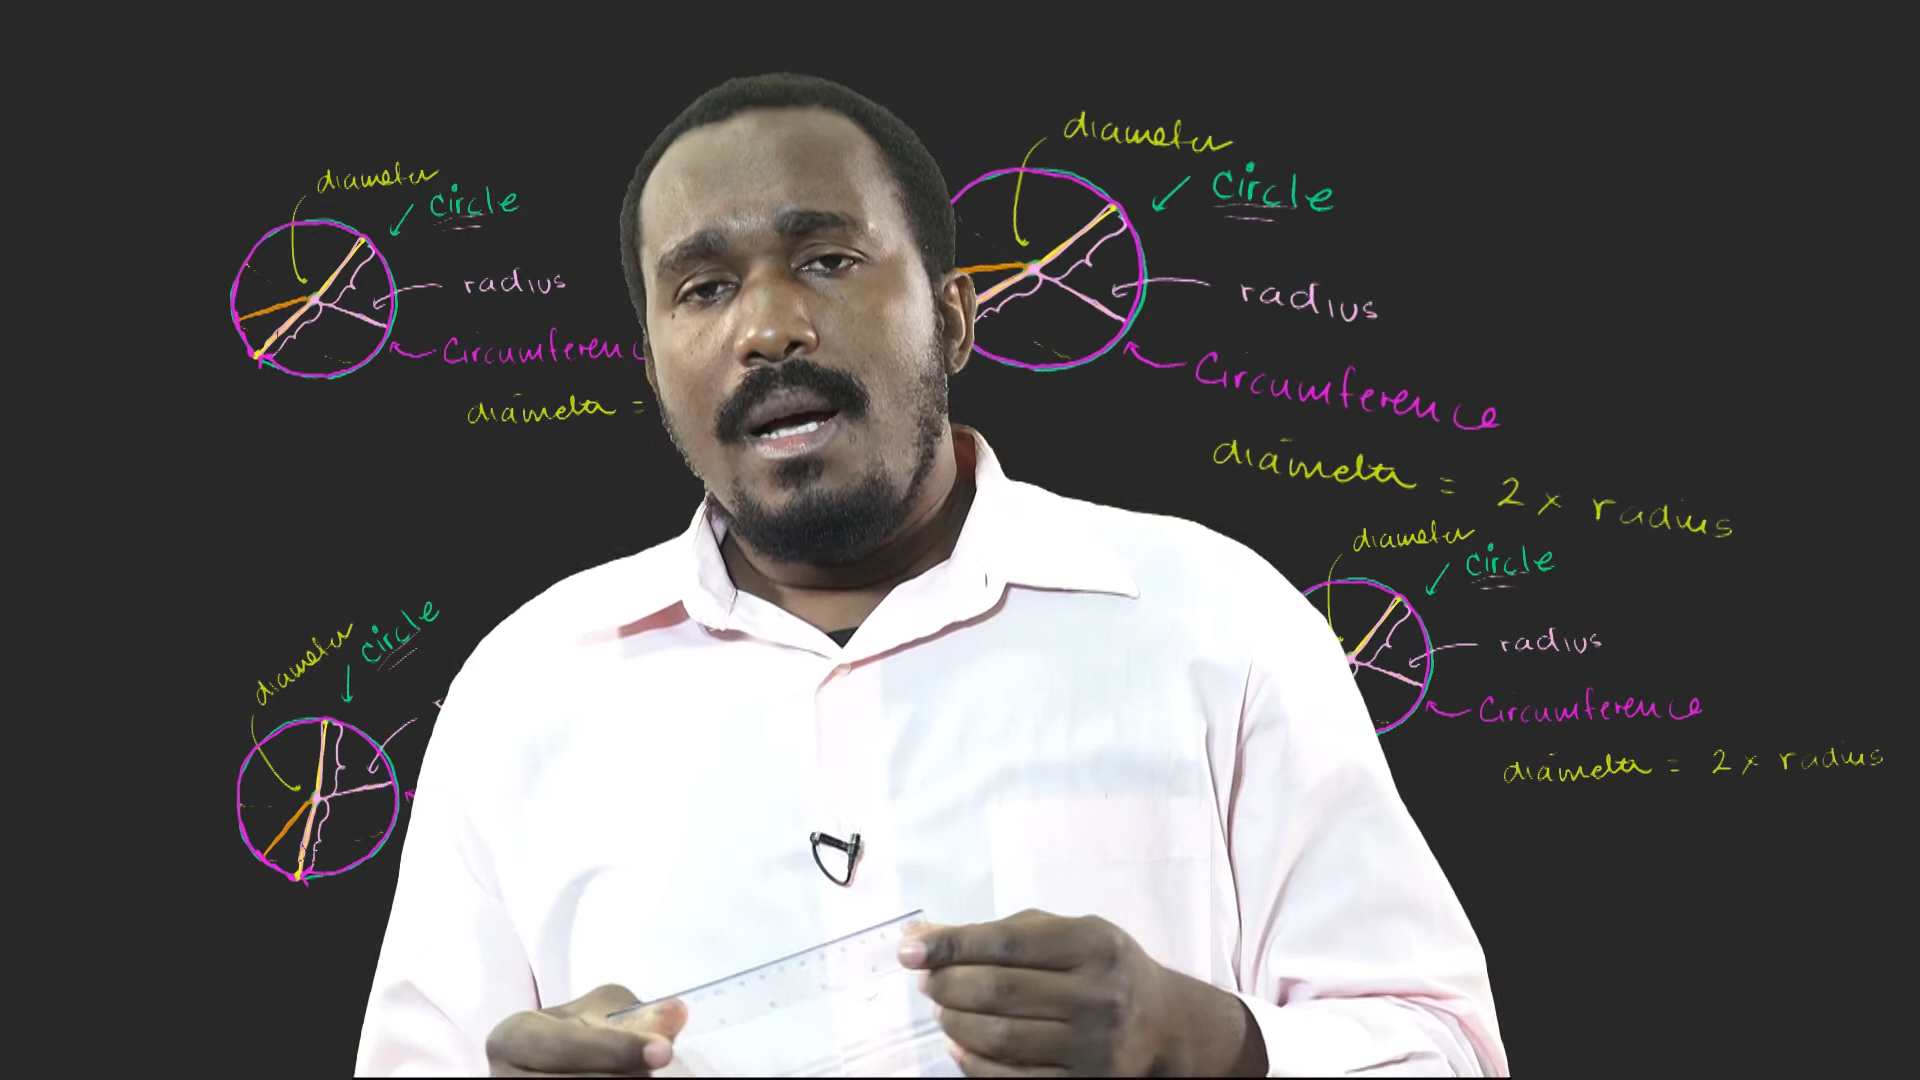 diameter
circle
radius
Circumferenc
diameter =
diameter
circle
radius
Circumference
diameter = 2 x radius
diameter
circle
diameter
circle
radius
Circumference
diameter = 2 x radius